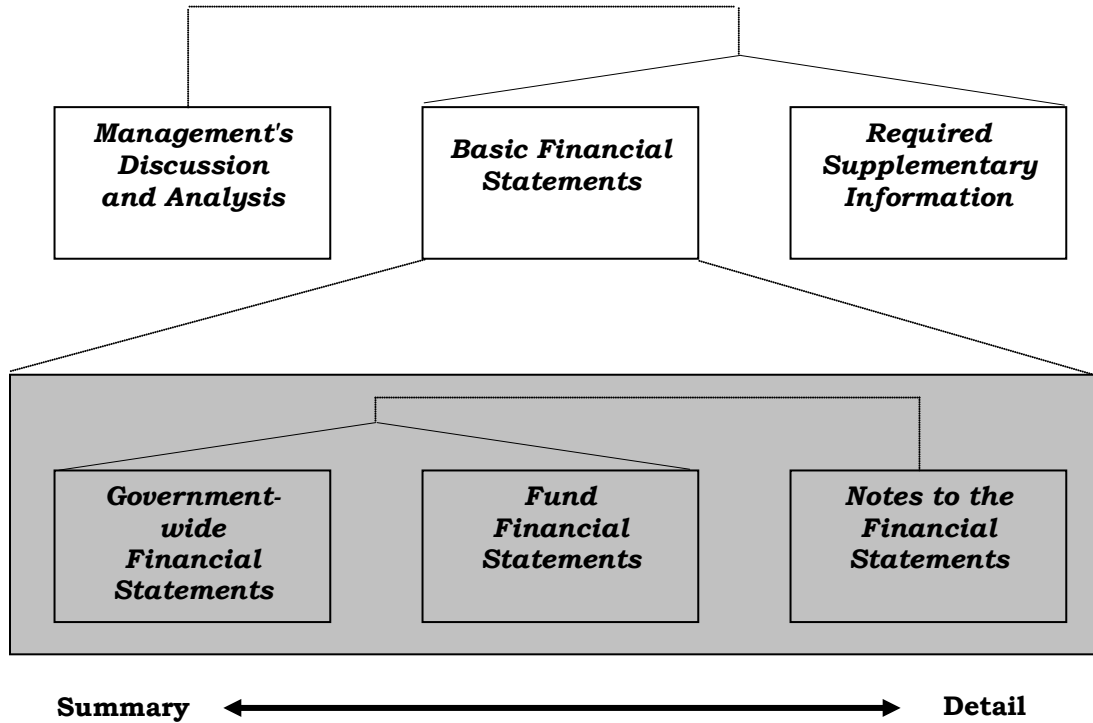 Management's
Discussion
and Analysis
Basic Financial
Statements
Required
Supplementary
Information
Government-
wide
Financial
Statements
Fund
Financial
Statements
Notes to the
Financial
Statements
Summary
Detail